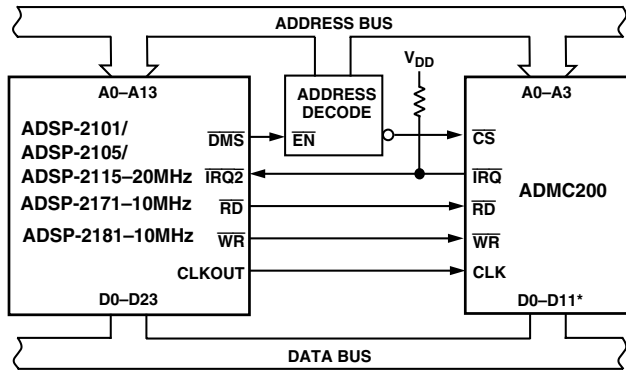 ADDRESS BUS
A0–A13
ADSP-2101/
ADSP-2105/
ADSP-2115–20MHz
ADSP-2171–10MHz
ADSP-2181–10MHz
DMS
IRQ2
RD
WR
CLKOUT
D0–D23
ADDRESS
DECODE
EN
VDD
A0–A3
CS
IRQ
ADMC200
RD
WR
CLK
D0–D11*
DATA BUS